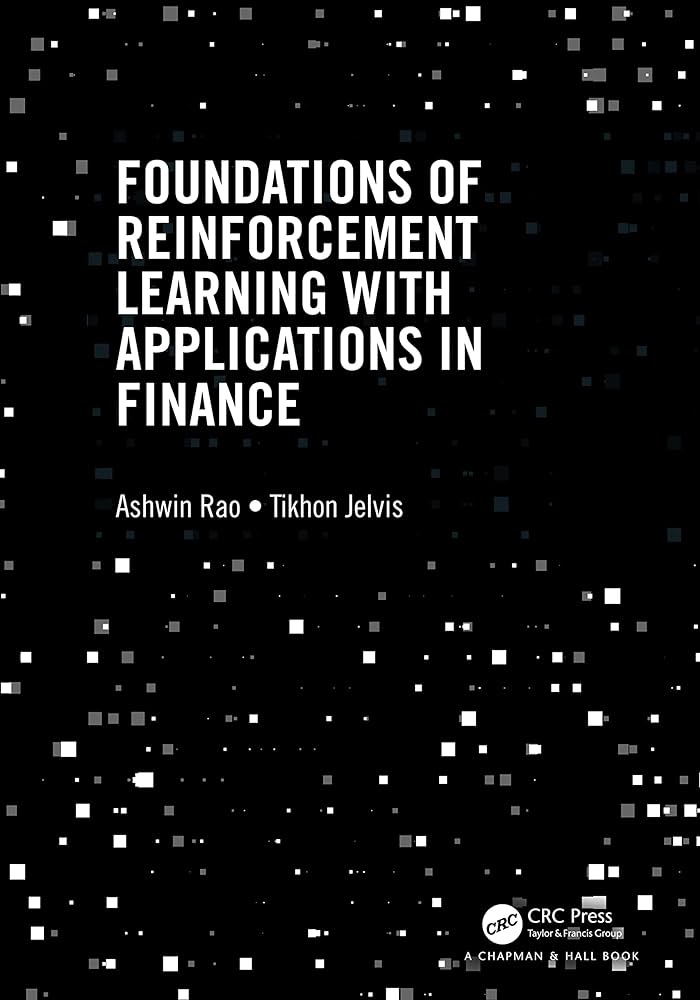 FOUNDATIONS OF
REINFORCEMENT
LEARNING WITH
APPLICATIONS IN
FINANCE
Ashwin Rao • Tikhon Jelvis
CRC CRC Press
Taylor & Francis Group
A CHAPMAN & HALL BOOK